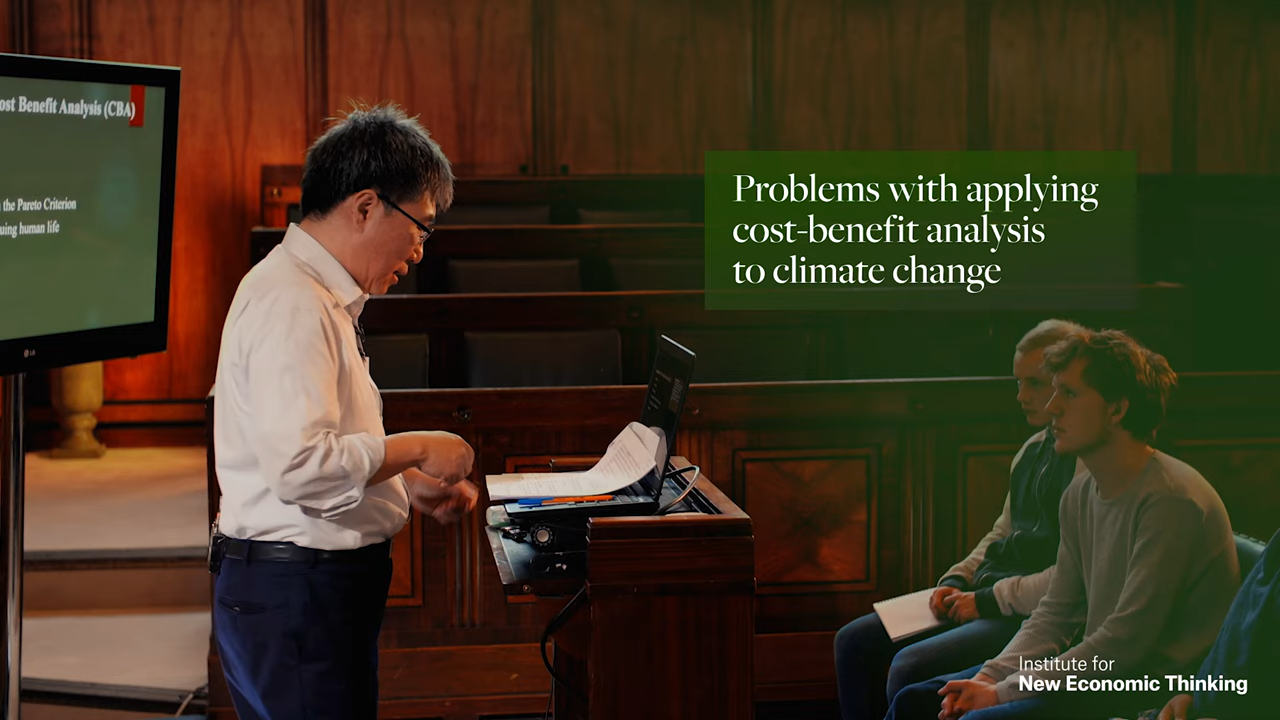 ost Benefit Analysis (CBA)
the Pareto Criterion
uing human life
LG
Problems with applying
cost-benefit analysis
to climate change
Institute for
New Economic Thinking